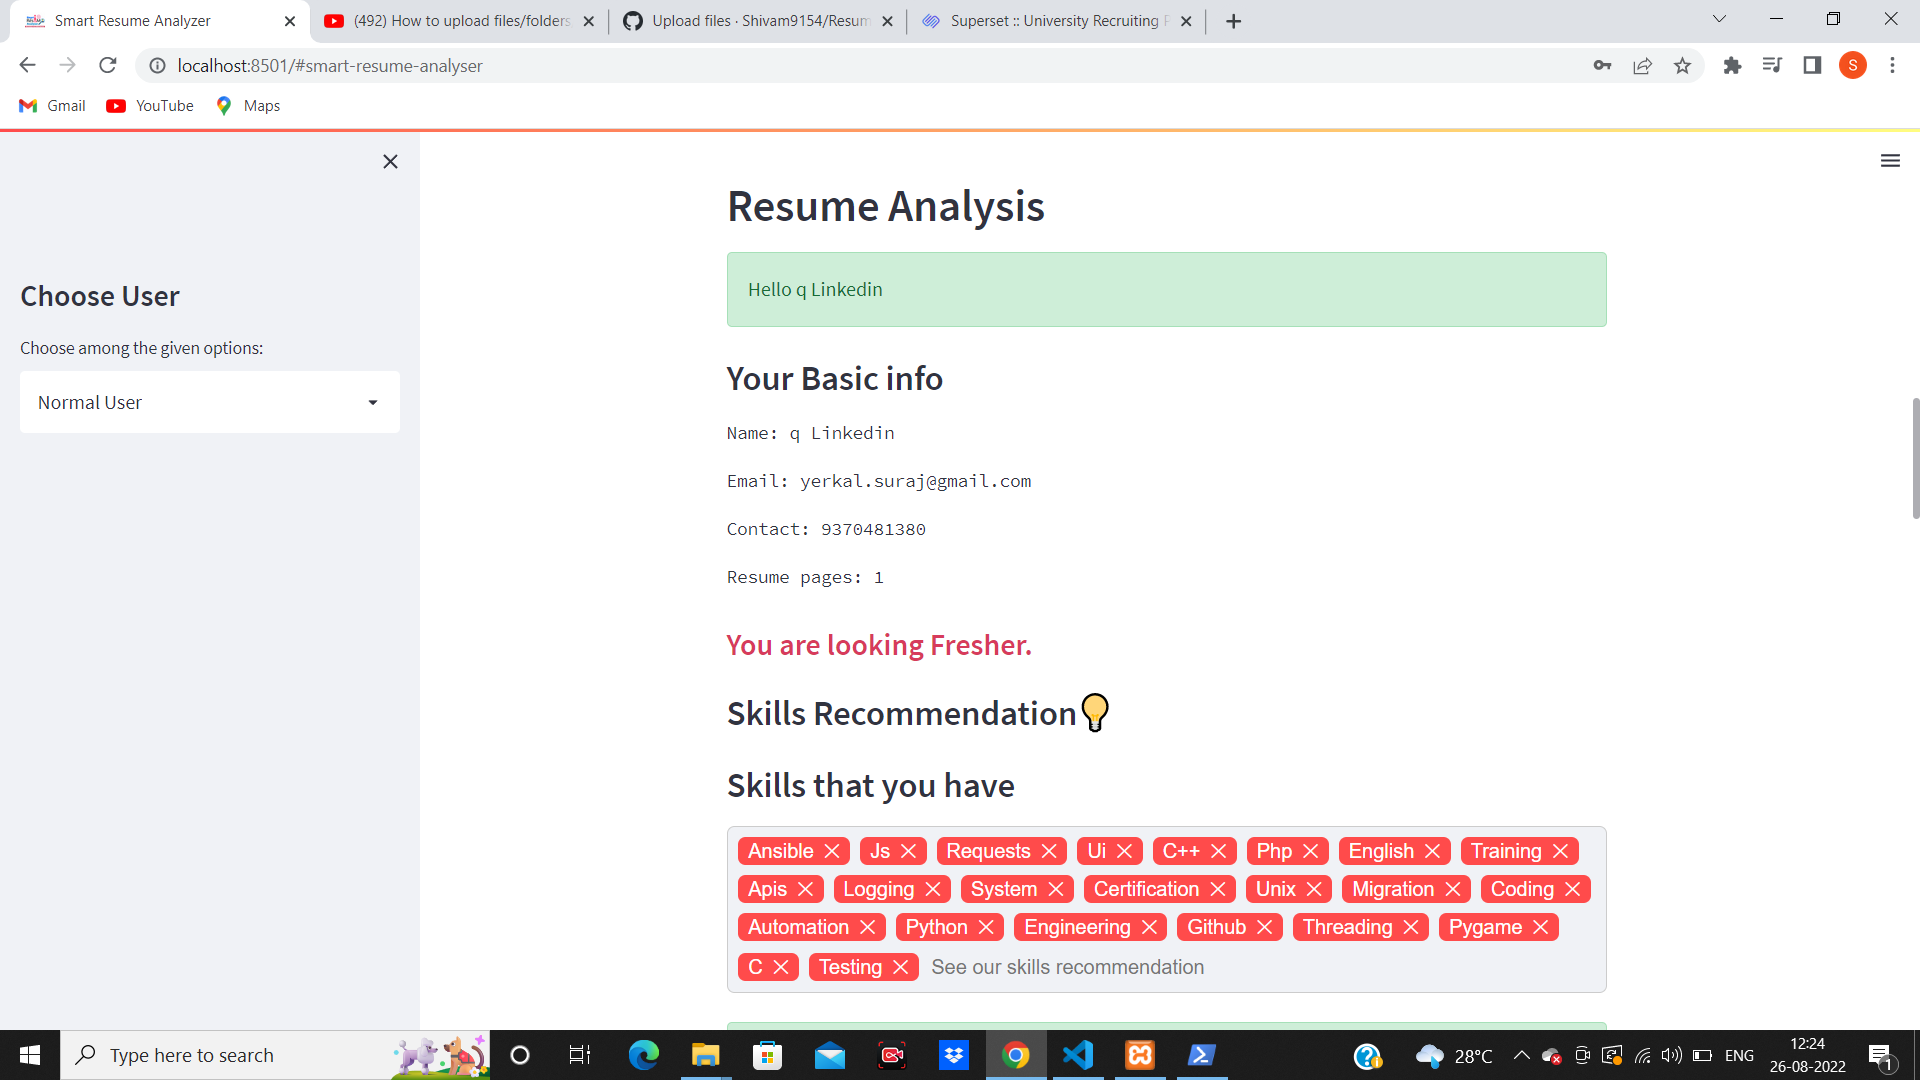 Smart Resume Analyzer
(492) How to upload files/folders
Upload files · Shivam9154/Resum
Superset :: University Recruiting P
localhost:8501/#smart-resume-analyser
S
Gmail
YouTube
Maps
Choose User
Choose among the given options:
Normal User
Resume Analysis
Hello q Linkedin
Your Basic info
Name: q Linkedin
Email: yerkal.suraj@gmail.com
Contact: 9370481380
Resume pages: 1
You are looking Fresher.
Skills Recommendation
Skills that you have
Ansible Js Requests Ui C++ Php English Training
Apis Logging System Certification Unix Migration Coding
Automation Python Engineering Github Threading Pygame
C Testing See our skills recommendation
Type here to search
28°C
ENG
12:24
26-08-2022
1